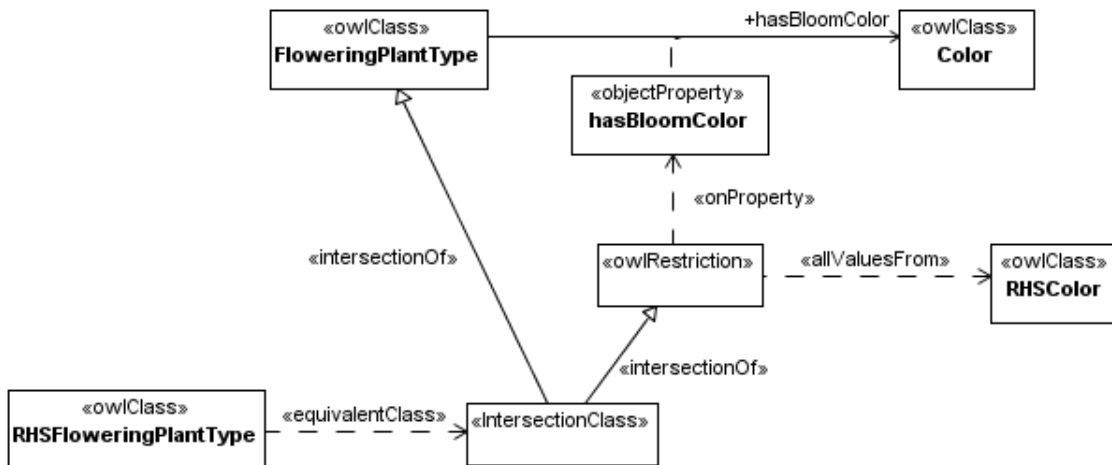 «owlClass»
FloweringPlantType
+hasBloomColor
«owlClass»
Color
«objectProperty»
hasBloomColor
«onProperty»
«intersectionOf»
«owlRestriction»
«allValuesFrom»
«owlClass»
RHSColor
«intersectionOf»
«owlClass»
RHSFloweringPlantType
«equivalentClass»
«IntersectionClass»